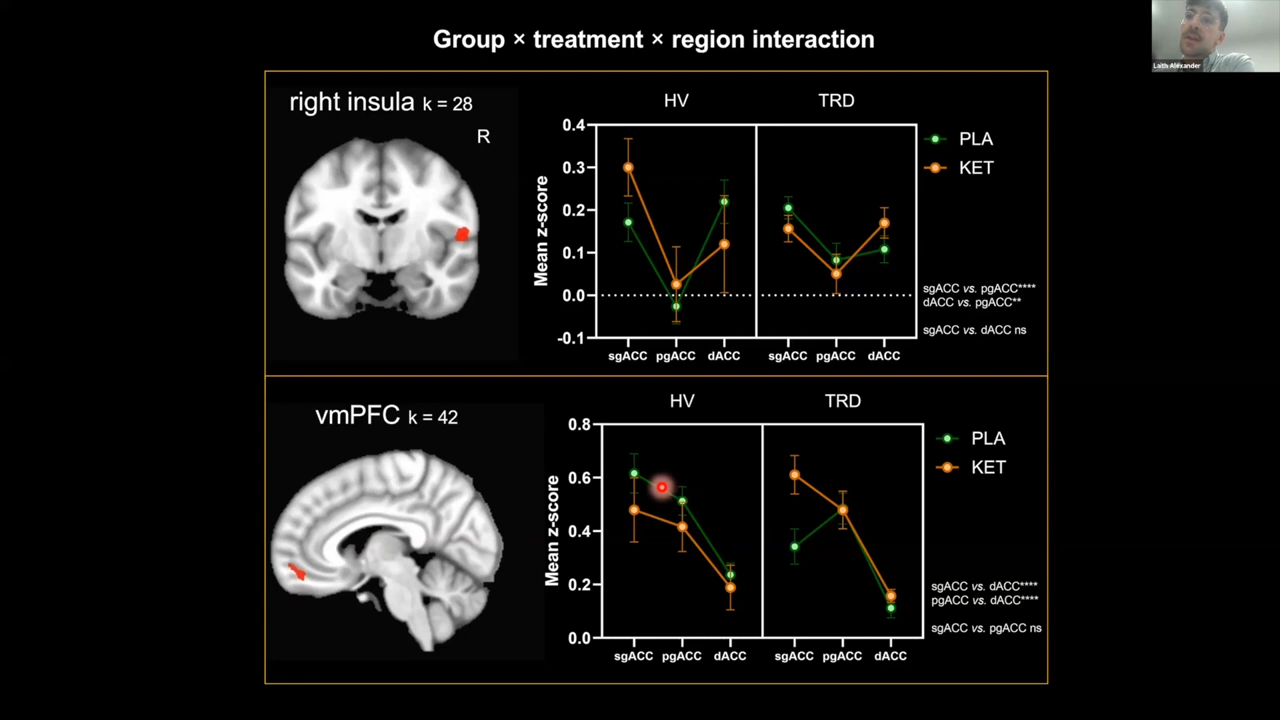 Group × treatment × region interaction
right insula k = 28
R
HV
TRD
0.4
0.3
0.2
0.1
0.0
-0.1
Mean z-score
sgACC
pgACC
dACC
sgACC
pgACC
dACC
PLA
KET
sgACC vs. pgACC****
dACC vs. pgACC**
sgACC vs. dACC ns
vmPFC k = 42
HV
TRD
0.8
0.6
0.4
0.2
0.0
Mean z-score
sgACC
pgACC
dACC
sgACC
pgACC
dACC
PLA
KET
sgACC vs. dACC****
pgACC vs. dACC****
sgACC vs. pgACC ns
Laith Alexander